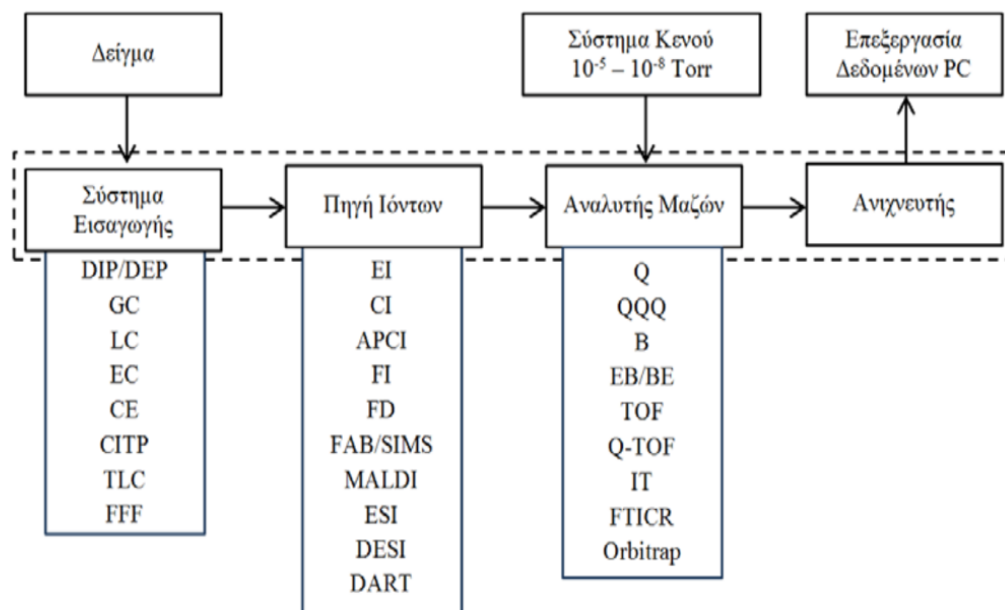 Δείγμα
Σύστημα Κενού
10⁻⁵ – 10⁻⁸ Torr
Επεξεργασία
Δεδομένων PC
Σύστημα
Εισαγωγής
Πηγή Ιόντων
Αναλυτής Μαζών
Ανιχνευτής
DIP/DEP
GC
LC
EC
CE
CITP
TLC
FFF
EI
CI
APCI
FI
FD
FAB/SIMS
MALDI
ESI
DESI
DART
Q
QQQ
B
EB/BE
TOF
Q-TOF
IT
FTICR
Orbitrap